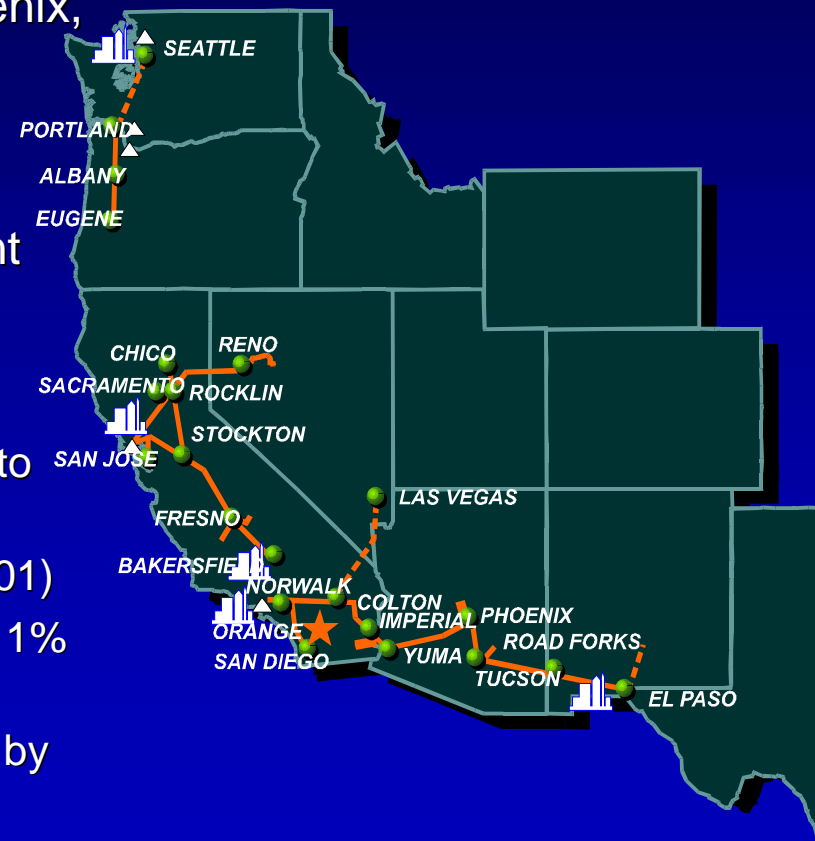 enix,
SEATTLE
PORTLAND
ALBANY
EUGENE
nt
CHICO
RENO
SACRAMENTO
ROCKLIN
STOCKTON
to
SAN JOSE
LAS VEGAS
FRESNO
BAKERSFIELD
01)
NORWALK
COLTON
PHOENIX
IMPERIAL
ORANGE
1%
ROAD FORKS
YUMA
SAN DIEGO
TUCSON
EL PASO
by